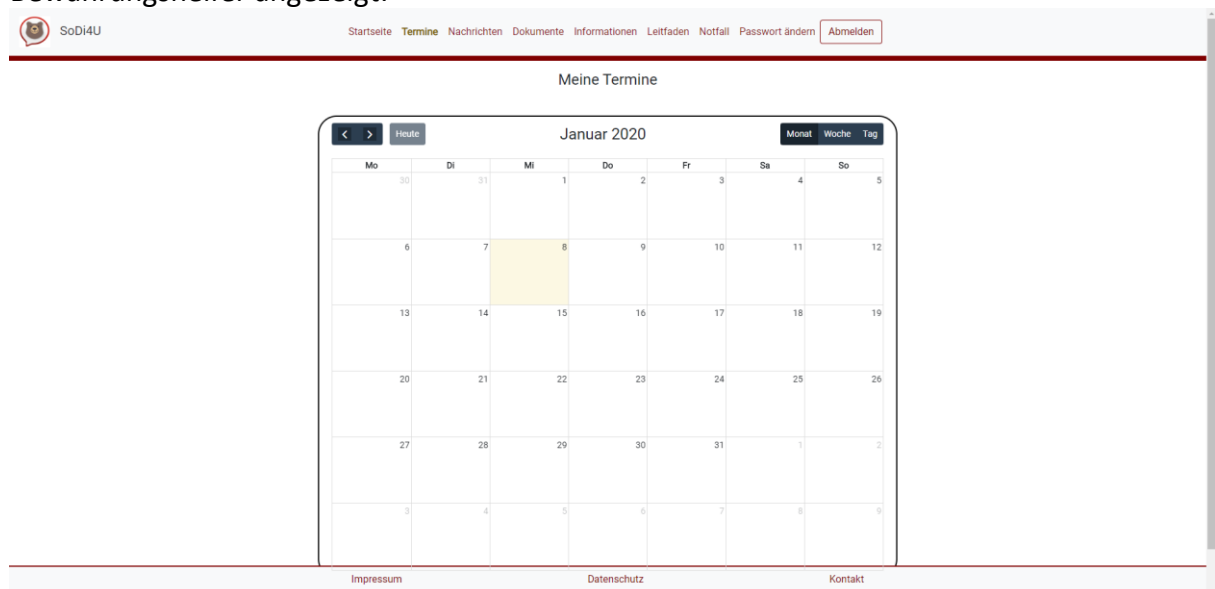 Bewährungshelfer angezeigt.
SoDi4U Startseite Termine Nachrichten Dokumente Informationen Leitfaden Notfall Passwort ändern Abmelden
Meine Termine
< > Heute Januar 2020 Monat Woche Tag
Mo Di Mi Do Fr Sa So
30 31 1 2 3 4 5
6 7 8 9 10 11 12
13 14 15 16 17 18 19
20 21 22 23 24 25 26
27 28 29 30 31 1 2
3 4 5 6 7 8 9
Impressum Datenschutz Kontakt